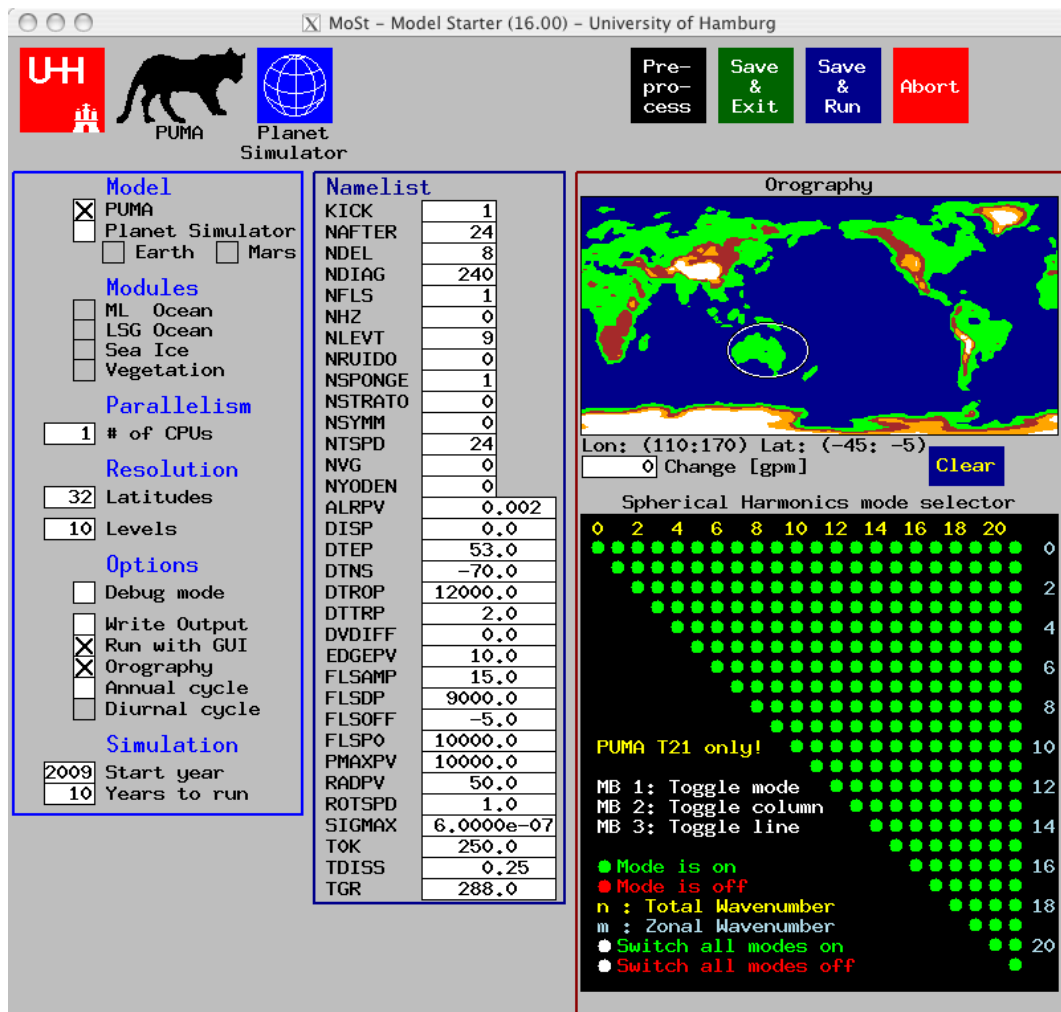 MoSt – Model Starter (16.00) – University of Hamburg
UHH
PUMA
Planet
Simulator
Pre-
pro-
cess
Save
&
Exit
Save
&
Run
Abort
Model
PUMA
Planet Simulator
Earth Mars
Modules
ML Ocean
LSG Ocean
Sea Ice
Vegetation
Parallelism
1 # of CPUs
Resolution
32 Latitudes
10 Levels
Options
Debug mode
Write Output
Run with GUI
Orography
Annual cycle
Diurnal cycle
Simulation
2009 Start year
10 Years to run
Namelist
KICK 1
NAFTER 24
NDEL 8
NDIAG 240
NFLS 1
NHZ 0
NLEVT 9
NRUIDO 0
NSPONGE 1
NSTRATO 0
NSYMM 0
NTSPD 24
NVG 0
NYODEN 0
ALRPV 0.002
DISP 0.0
DTEP 53.0
DTNS -70.0
DTROP 12000.0
DTTRP 2.0
DVDIFF 0.0
EDGEPV 10.0
FLSAMP 15.0
FLSDP 9000.0
FLSOFF -5.0
FLSP0 10000.0
PMAXPV 10000.0
RADPV 50.0
ROTSPD 1.0
SIGMAX 6.0000e-07
T0K 250.0
TDISS 0.25
TGR 288.0
Orography
Lon: (110:170) Lat: (-45: -5)
0 Change [gpm]
Clear
Spherical Harmonics mode selector
0 2 4 6 8 10 12 14 16 18 20
0
2
4
6
8
PUMA T21 only! 10
MB 1: Toggle mode 12
MB 2: Toggle column
MB 3: Toggle line 14
Mode is on 16
Mode is off
n : Total Wavenumber 18
m : Zonal Wavenumber
Switch all modes on 20
Switch all modes off